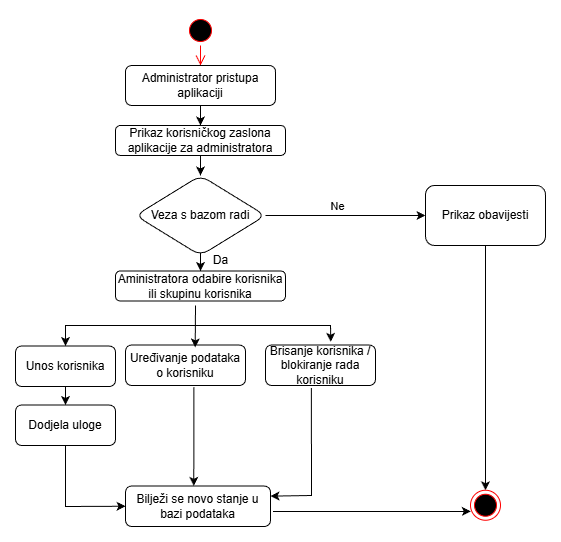 Administrator pristupa
aplikaciji
Prikaz korisničkog zaslona
aplikacije za administratora
Veza s bazom radi
Ne
Prikaz obavijesti
Da
Aministratora odabire korisnika
ili skupinu korisnika
Unos korisnika
Uređivanje podataka
o korisniku
Brisanje korisnika /
blokiranje rada
korisniku
Dodjela uloge
Bilježi se novo stanje u
bazi podataka